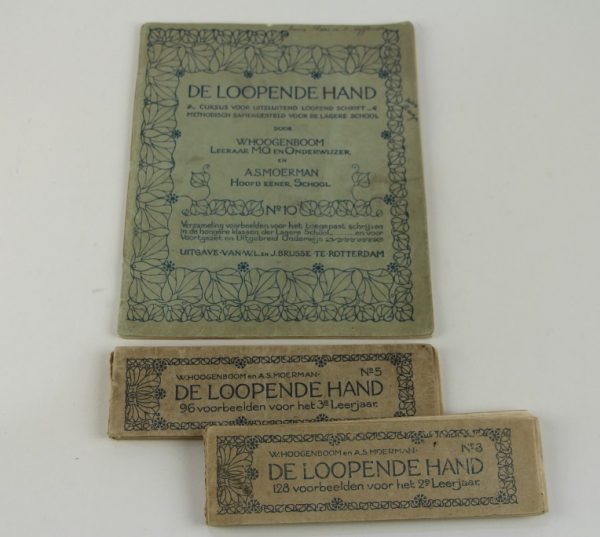 DE LOOPENDE HAND
CURSUS VOOR UITSLUITEND LOOPEND SCHRIFT
METHODISCH SAMENGESTELD VOOR DE LAGERE SCHOOL
DOOR
W. HOOGENBOOM
LEERAAR M.O. EN ONDERWIJZER
EN
A.S. MOERMAN
HOOFD EENER SCHOOL
No 10
Verzameling voorbeelden voor het toegepast schrijven
in de hoogere klassen der Lagere School en voor
Voortgezet en Uitgebreid Onderwijs
UITGAVE·VAN·W.L. EN J. BRUSSE·TE·ROTTERDAM
W. HOOGENBOOM en A.S. MOERMAN· No 5
DE LOOPENDE HAND
96 voorbeelden voor het 3e Leerjaar.
W. HOOGENBOOM en A.S. MOERMAN· No 3
DE LOOPENDE HAND
128 voorbeelden voor het 2e Leerjaar.